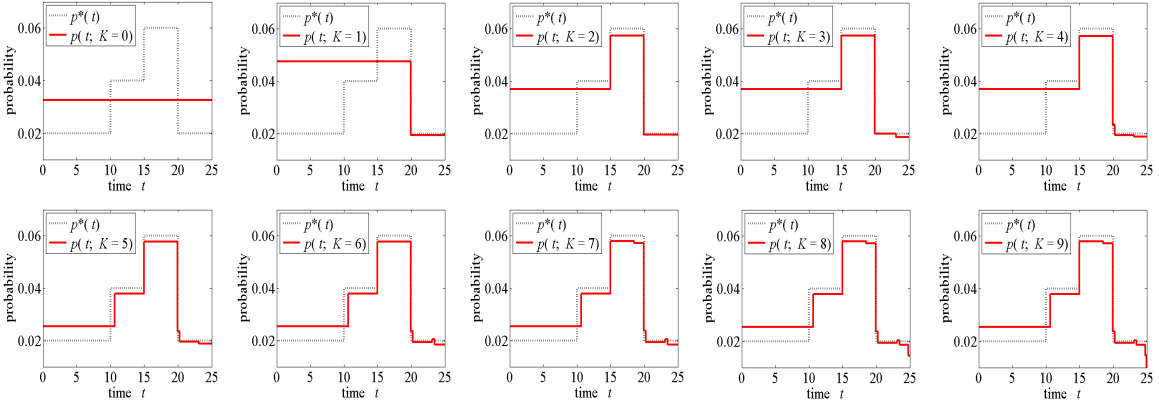 p*( t)
p( t; K = 0)
0.06
0.04
0.02
probability
0 5 10 15 20 25
time t
p*( t)
p( t; K = 1)
0.06
0.04
0.02
probability
0 5 10 15 20 25
time t
p*( t)
p( t; K = 2)
0.06
0.04
0.02
probability
0 5 10 15 20 25
time t
p*( t)
p( t; K = 3)
0.06
0.04
0.02
probability
0 5 10 15 20 25
time t
p*( t)
p( t; K = 4)
0.06
0.04
0.02
probability
0 5 10 15 20 25
time t
p*( t)
p( t; K = 5)
0.06
0.04
0.02
probability
0 5 10 15 20 25
time t
p*( t)
p( t; K = 6)
0.06
0.04
0.02
probability
0 5 10 15 20 25
time t
p*( t)
p( t; K = 7)
0.06
0.04
0.02
probability
0 5 10 15 20 25
time t
p*( t)
p( t; K = 8)
0.06
0.04
0.02
probability
0 5 10 15 20 25
time t
p*( t)
p( t; K = 9)
0.06
0.04
0.02
probability
0 5 10 15 20 25
time t